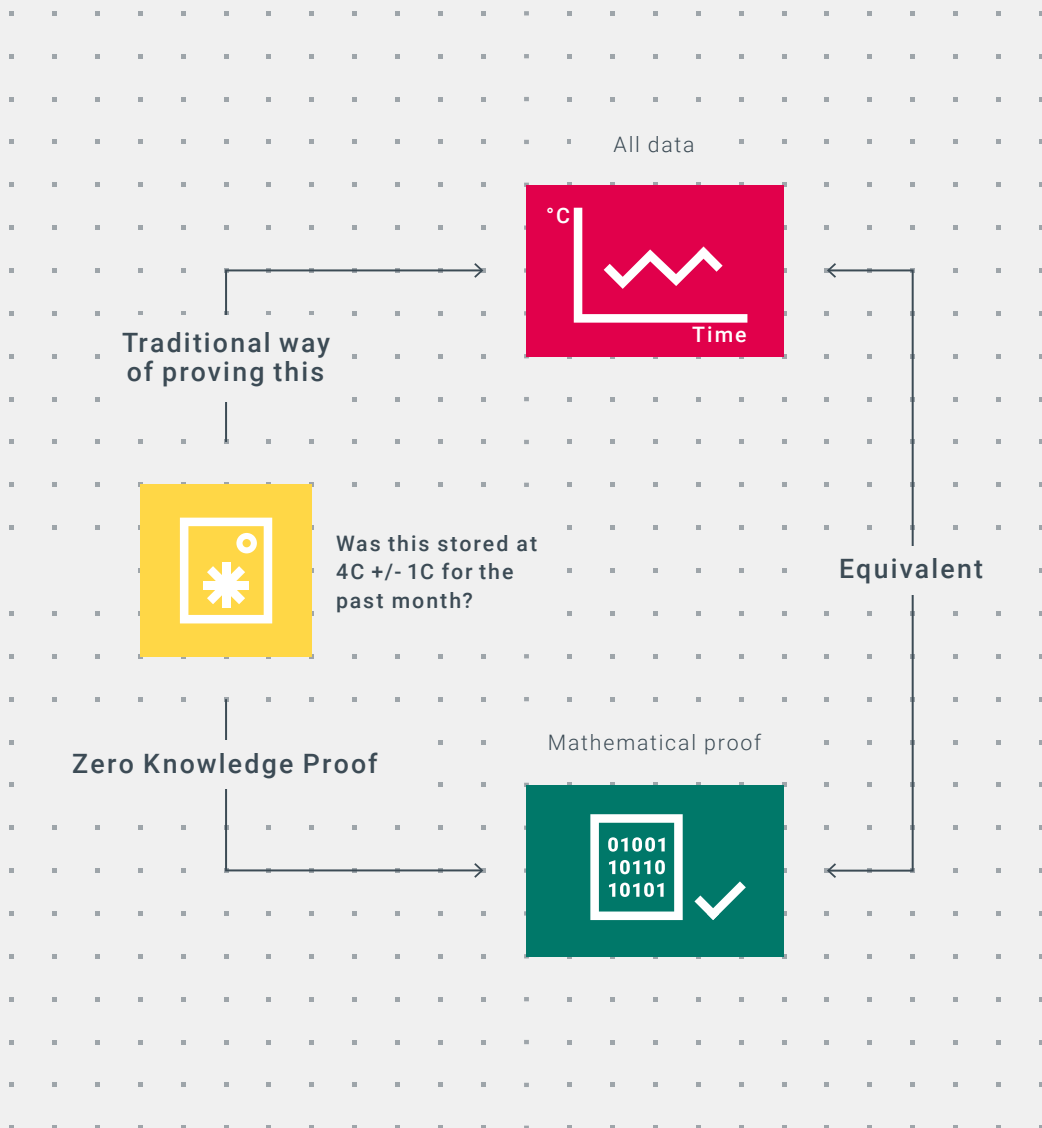 All data
°C
Time
Traditional way
of proving this
Was this stored at
4C +/- 1C for the
past month?
Equivalent
Zero Knowledge Proof
Mathematical proof
01001
10110
10101